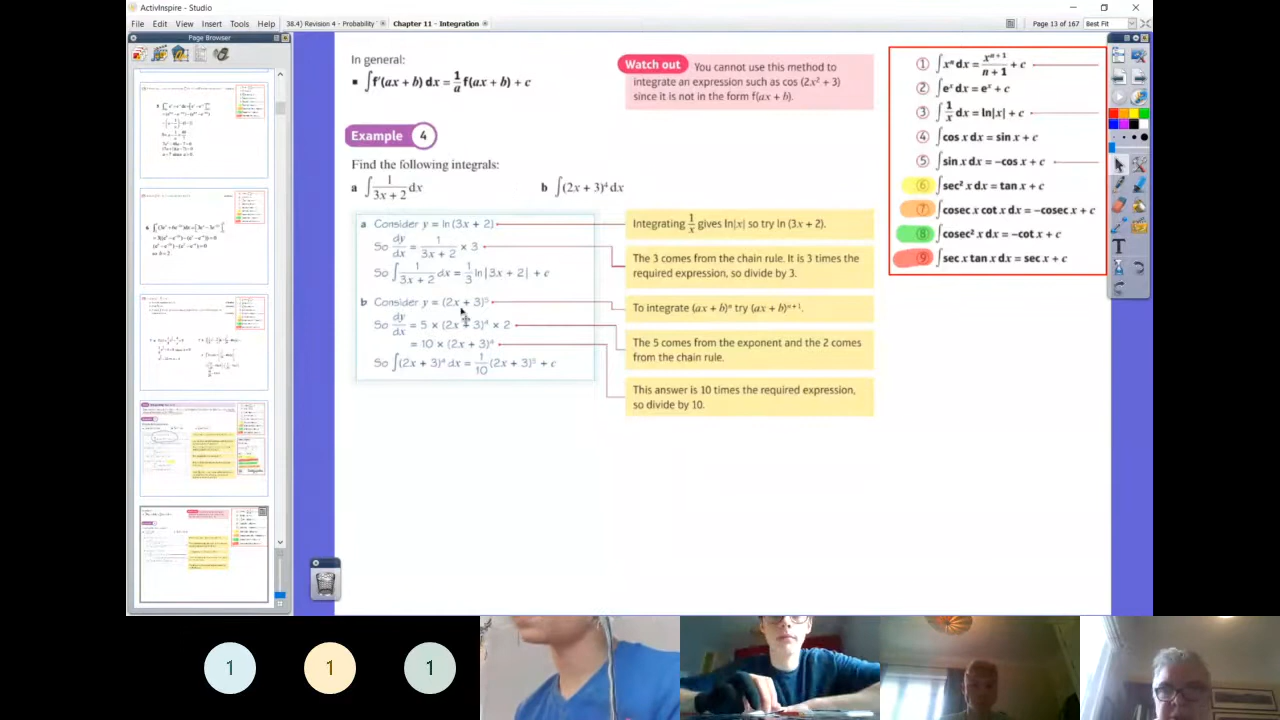 ActivInspire - Studio
File Edit View Insert Tools Help
38.4) Revision 4 - Probability
Chapter 11 - Integration
Page 13 of 167
Best Fit
Page Browser
In general:
▪ ∫f′(ax + b) dx = 1/a f(ax + b) + c
Watch out You cannot use this method to
integrate an expression such as cos (2x² + 3)
since it is not in the form f(ax + b).
Example 4
Find the following integrals:
a ∫ 1/(3x + 2) dx
b ∫(2x + 3)⁴ dx
a Consider y = ln (3x + 2)
So dy/dx = 1/(3x + 2) × 3
So ∫ 1/(3x + 2) dx = 1/3 ln|3x + 2| + c
b Consider y = (2x + 3)⁵
So dy/dx = 5 × (2x + 3)⁴ × 2
= 10 × (2x + 3)⁴
So ∫(2x + 3)⁴ dx = 1/10 (2x + 3)⁵ + c
Integrating 1/x gives ln|x| so try ln (3x + 2).
The 3 comes from the chain rule. It is 3 times the
required expression, so divide by 3.
To integrate (ax + b)ⁿ try (ax + b)ⁿ⁺¹.
The 5 comes from the exponent and the 2 comes
from the chain rule.
This answer is 10 times the required expression,
so divide by 10.
① ∫xⁿ dx = xⁿ⁺¹/(n + 1) + c
② ∫eˣ dx = eˣ + c
③ ∫ 1/x dx = ln|x| + c
④ ∫cos x dx = sin x + c
⑤ ∫sin x dx = −cos x + c
⑥ ∫sec² x dx = tan x + c
⑦ ∫cosec x cot x dx = −cosec x + c
⑧ ∫cosec² x dx = −cot x + c
⑨ ∫sec x tan x dx = sec x + c
T
1
1
1